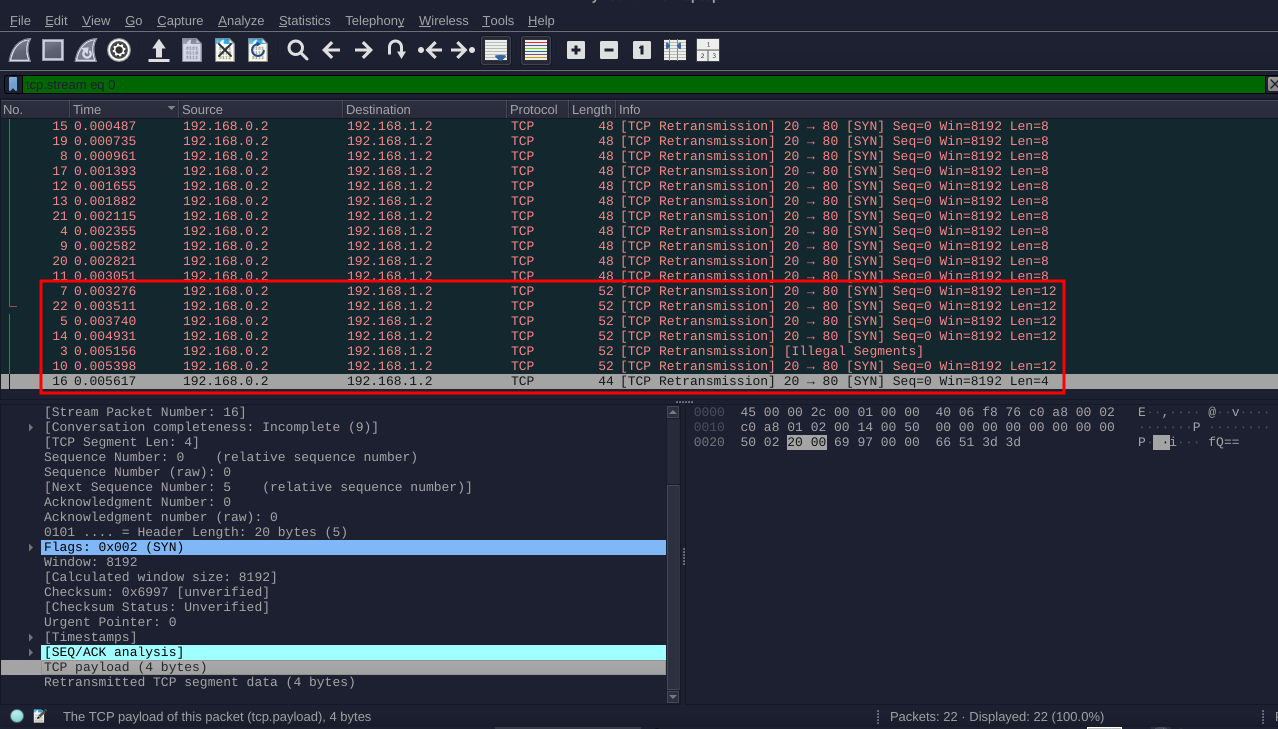 File Edit View Go Capture Analyze Statistics Telephony Wireless Tools Help
tcp.stream eq 0
No. Time Source Destination Protocol Length Info
15 0.000487 192.168.0.2 192.168.1.2 TCP 48 [TCP Retransmission] 20 → 80 [SYN] Seq=0 Win=8192 Len=8
19 0.000735 192.168.0.2 192.168.1.2 TCP 48 [TCP Retransmission] 20 → 80 [SYN] Seq=0 Win=8192 Len=8
8 0.000961 192.168.0.2 192.168.1.2 TCP 48 [TCP Retransmission] 20 → 80 [SYN] Seq=0 Win=8192 Len=8
17 0.001393 192.168.0.2 192.168.1.2 TCP 48 [TCP Retransmission] 20 → 80 [SYN] Seq=0 Win=8192 Len=8
12 0.001655 192.168.0.2 192.168.1.2 TCP 48 [TCP Retransmission] 20 → 80 [SYN] Seq=0 Win=8192 Len=8
13 0.001882 192.168.0.2 192.168.1.2 TCP 48 [TCP Retransmission] 20 → 80 [SYN] Seq=0 Win=8192 Len=8
21 0.002115 192.168.0.2 192.168.1.2 TCP 48 [TCP Retransmission] 20 → 80 [SYN] Seq=0 Win=8192 Len=8
4 0.002355 192.168.0.2 192.168.1.2 TCP 48 [TCP Retransmission] 20 → 80 [SYN] Seq=0 Win=8192 Len=8
9 0.002582 192.168.0.2 192.168.1.2 TCP 48 [TCP Retransmission] 20 → 80 [SYN] Seq=0 Win=8192 Len=8
20 0.002821 192.168.0.2 192.168.1.2 TCP 48 [TCP Retransmission] 20 → 80 [SYN] Seq=0 Win=8192 Len=8
11 0.003051 192.168.0.2 192.168.1.2 TCP 48 [TCP Retransmission] 20 → 80 [SYN] Seq=0 Win=8192 Len=8
7 0.003276 192.168.0.2 192.168.1.2 TCP 52 [TCP Retransmission] 20 → 80 [SYN] Seq=0 Win=8192 Len=12
22 0.003511 192.168.0.2 192.168.1.2 TCP 52 [TCP Retransmission] 20 → 80 [SYN] Seq=0 Win=8192 Len=12
5 0.003740 192.168.0.2 192.168.1.2 TCP 52 [TCP Retransmission] 20 → 80 [SYN] Seq=0 Win=8192 Len=12
14 0.004931 192.168.0.2 192.168.1.2 TCP 52 [TCP Retransmission] 20 → 80 [SYN] Seq=0 Win=8192 Len=12
3 0.005156 192.168.0.2 192.168.1.2 TCP 52 [TCP Retransmission] [Illegal Segments]
10 0.005398 192.168.0.2 192.168.1.2 TCP 52 [TCP Retransmission] 20 → 80 [SYN] Seq=0 Win=8192 Len=12
16 0.005617 192.168.0.2 192.168.1.2 TCP 44 [TCP Retransmission] 20 → 80 [SYN] Seq=0 Win=8192 Len=4
[Stream Packet Number: 16]
[Conversation completeness: Incomplete (9)]
[TCP Segment Len: 4]
Sequence Number: 0 (relative sequence number)
Sequence Number (raw): 0
[Next Sequence Number: 5 (relative sequence number)]
Acknowledgment Number: 0
Acknowledgment number (raw): 0
0101 .... = Header Length: 20 bytes (5)
Flags: 0x002 (SYN)
Window: 8192
[Calculated window size: 8192]
Checksum: 0x6997 [unverified]
[Checksum Status: Unverified]
Urgent Pointer: 0
[Timestamps]
[SEQ/ACK analysis]
TCP payload (4 bytes)
Retransmitted TCP segment data (4 bytes)
0000 45 00 00 2c 00 01 00 00 40 06 f8 76 c0 a8 00 02 E··,···· @··v····
0010 c0 a8 01 02 00 14 00 50 00 00 00 00 00 00 00 00 ·······P ········
0020 50 02 20 00 69 97 00 00 66 51 3d 3d P· ·i··· fQ==
The TCP payload of this packet (tcp.payload), 4 bytes
Packets: 22 · Displayed: 22 (100.0%)